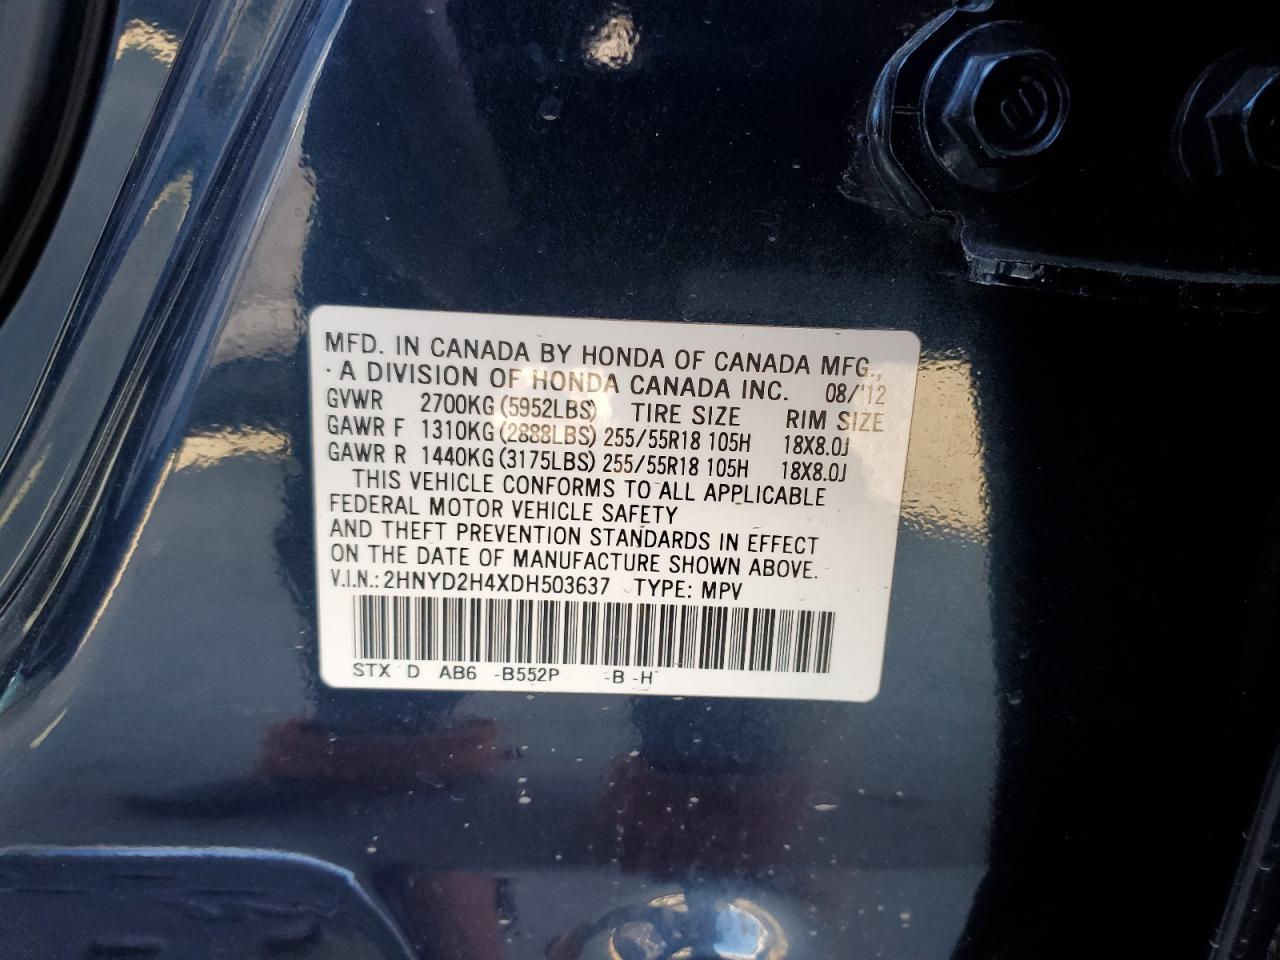 MFD. IN CANADA BY HONDA OF CANADA MFG.,
A DIVISION OF HONDA CANADA INC. 08/'12
GVWR 2700KG (5952LBS) TIRE SIZE RIM SIZE
GAWR F 1310KG (2888LBS) 255/55R18 105H 18X8.0J
GAWR R 1440KG (3175LBS) 255/55R18 105H 18X8.0J
THIS VEHICLE CONFORMS TO ALL APPLICABLE
FEDERAL MOTOR VEHICLE SAFETY
AND THEFT PREVENTION STANDARDS IN EFFECT
ON THE DATE OF MANUFACTURE SHOWN ABOVE.
V.I.N.: 2HNYD2H4XDH503637 TYPE: MPV
STX D AB6 -B552P -B -H